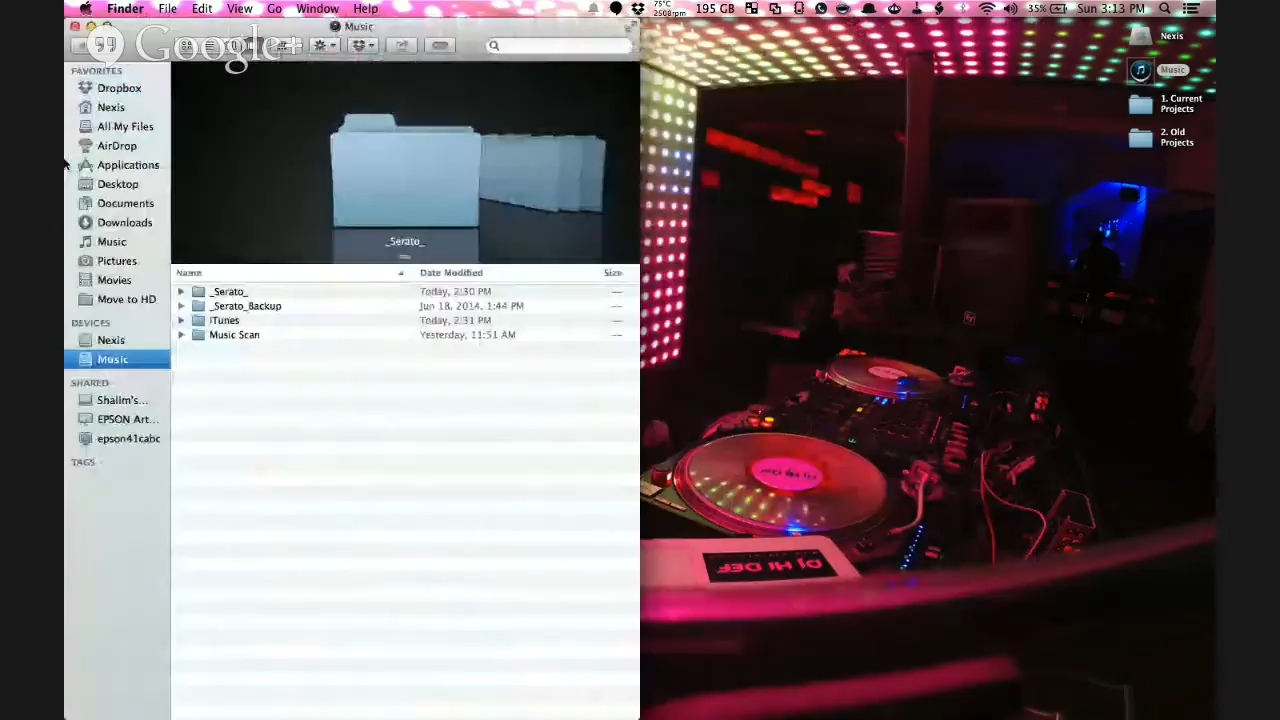 Finder File Edit View Go Window Help
75°C
2508rpm
195 GB
35%
Sun 3:13 PM
Music
Google+
FAVORITES
Dropbox
Nexis
All My Files
AirDrop
Applications
Desktop
Documents
Downloads
Music
Pictures
Movies
Move to HD
DEVICES
Nexis
Music
SHARED
Shalim's...
EPSON Art...
epson41cabc
TAGS
_Serato_
Name Date Modified Size
_Serato_ Today, 2:30 PM --
_Serato_Backup Jun 18, 2014, 1:44 PM --
iTunes Today, 2:31 PM --
Music Scan Yesterday, 11:51 AM --
Nexis
Music
1. Current
Projects
2. Old
Projects
DJ HI DEF